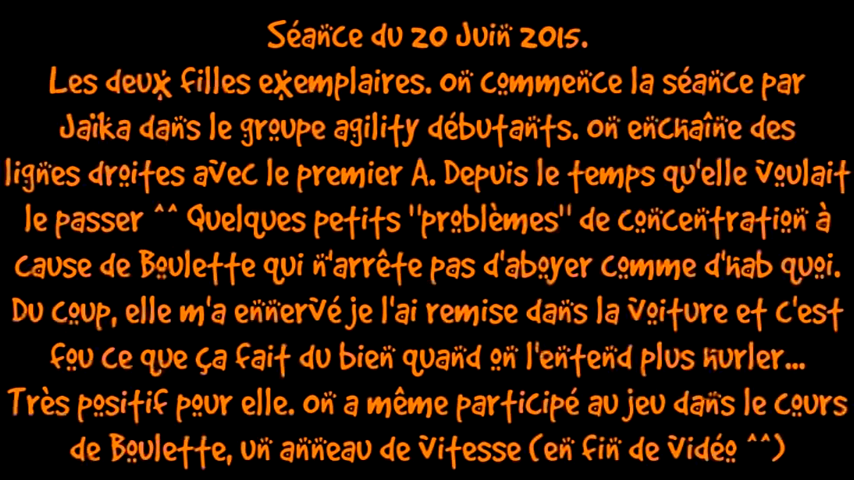 Séance du 20 Juin 2015.
Les deux filles exemplaires. On commence la séance par
Jaïka dans le groupe agility débutants. On enchaîne des
lignes droites avec le premier A. Depuis le temps qu'elle voulait
le passer ^^ Quelques petits "problèmes" de concentration à
cause de Boulette qui n'arrête pas d'aboyer comme d'hab quoi.
Du coup, elle m'a ennervé je l'ai remise dans la voiture et c'est
fou ce que ça fait du bien quand on l'entend plus hurler...
Très positif pour elle. On a même participé au jeu dans le cours
de Boulette, un anneau de vitesse (en fin de vidéo ^^)